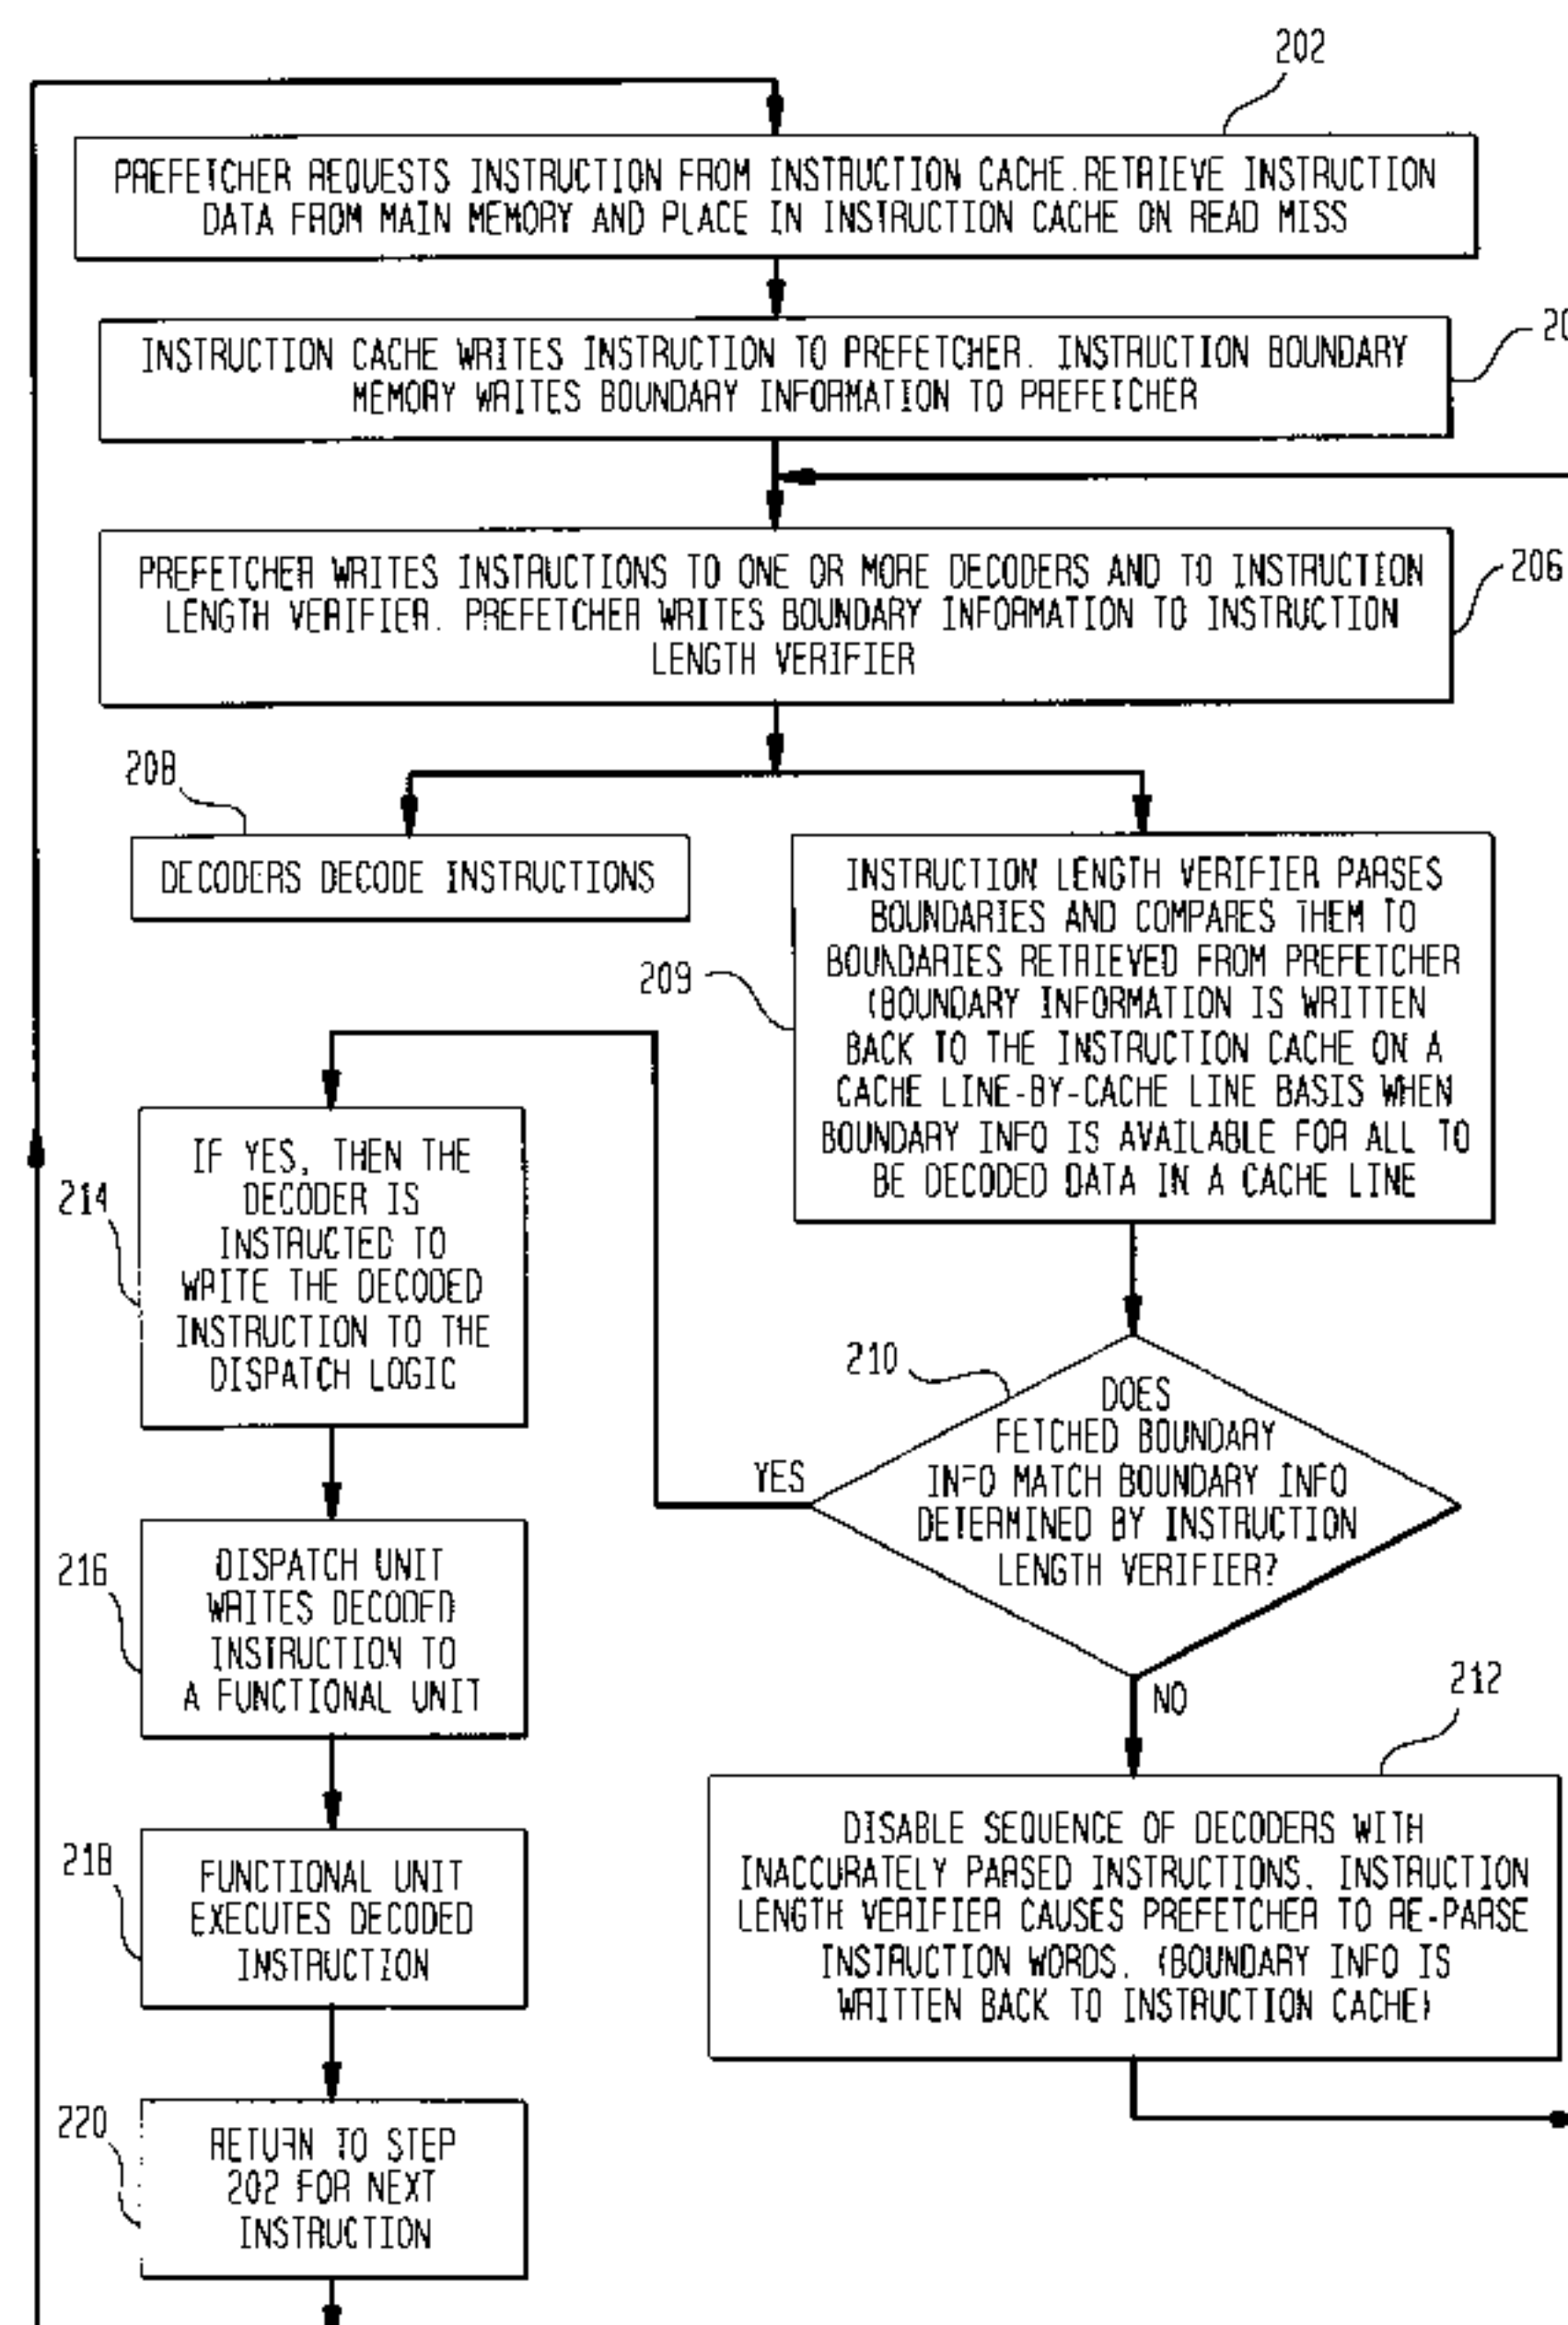 202
PREFETCHER REQUESTS INSTRUCTION FROM INSTRUCTION CACHE. RETRIEVE INSTRUCTION
DATA FROM MAIN MEMORY AND PLACE IN INSTRUCTION CACHE ON READ MISS
20
INSTRUCTION CACHE WRITES INSTRUCTION TO PREFETCHER. INSTRUCTION BOUNDARY
MEMORY WRITES BOUNDARY INFORMATION TO PREFETCHER
206
PREFETCHER WRITES INSTRUCTIONS TO ONE OR MORE DECODERS AND TO INSTRUCTION
LENGTH VERIFIER. PREFETCHER WRITES BOUNDARY INFORMATION TO INSTRUCTION
LENGTH VERIFIER
208
DECODERS DECODE INSTRUCTIONS
209
INSTRUCTION LENGTH VERIFIER PARSES
BOUNDARIES AND COMPARES THEM TO
BOUNDARIES RETRIEVED FROM PREFETCHER
(BOUNDARY INFORMATION IS WRITTEN
BACK TO THE INSTRUCTION CACHE ON A
CACHE LINE-BY-CACHE LINE BASIS WHEN
BOUNDARY INFO IS AVAILABLE FOR ALL TO
BE DECODED DATA IN A CACHE LINE
210
DOES
FETCHED BOUNDARY
INFO MATCH BOUNDARY INFO
DETERMINED BY INSTRUCTION
LENGTH VERIFIER?
YES
NO
214
IF YES, THEN THE
DECODER IS
INSTRUCTED TO
WRITE THE DECODED
INSTRUCTION TO THE
DISPATCH LOGIC
216
DISPATCH UNIT
WRITES DECODED
INSTRUCTION TO
A FUNCTIONAL UNIT
218
FUNCTIONAL UNIT
EXECUTES DECODED
INSTRUCTION
220
RETURN TO STEP
202 FOR NEXT
INSTRUCTION
212
DISABLE SEQUENCE OF DECODERS WITH
INACCURATELY PARSED INSTRUCTIONS. INSTRUCTION
LENGTH VERIFIER CAUSES PREFETCHER TO RE-PARSE
INSTRUCTION WORDS. (BOUNDARY INFO IS
WRITTEN BACK TO INSTRUCTION CACHE)